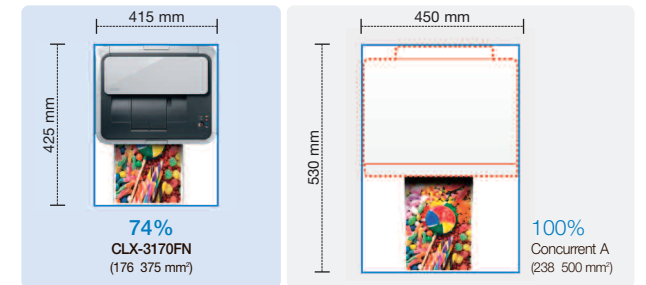 415 mm
425 mm
74%
CLX-3170FN
(176 375 mm²)
450 mm
530 mm
100%
Concurrent A
(238 500 mm²)